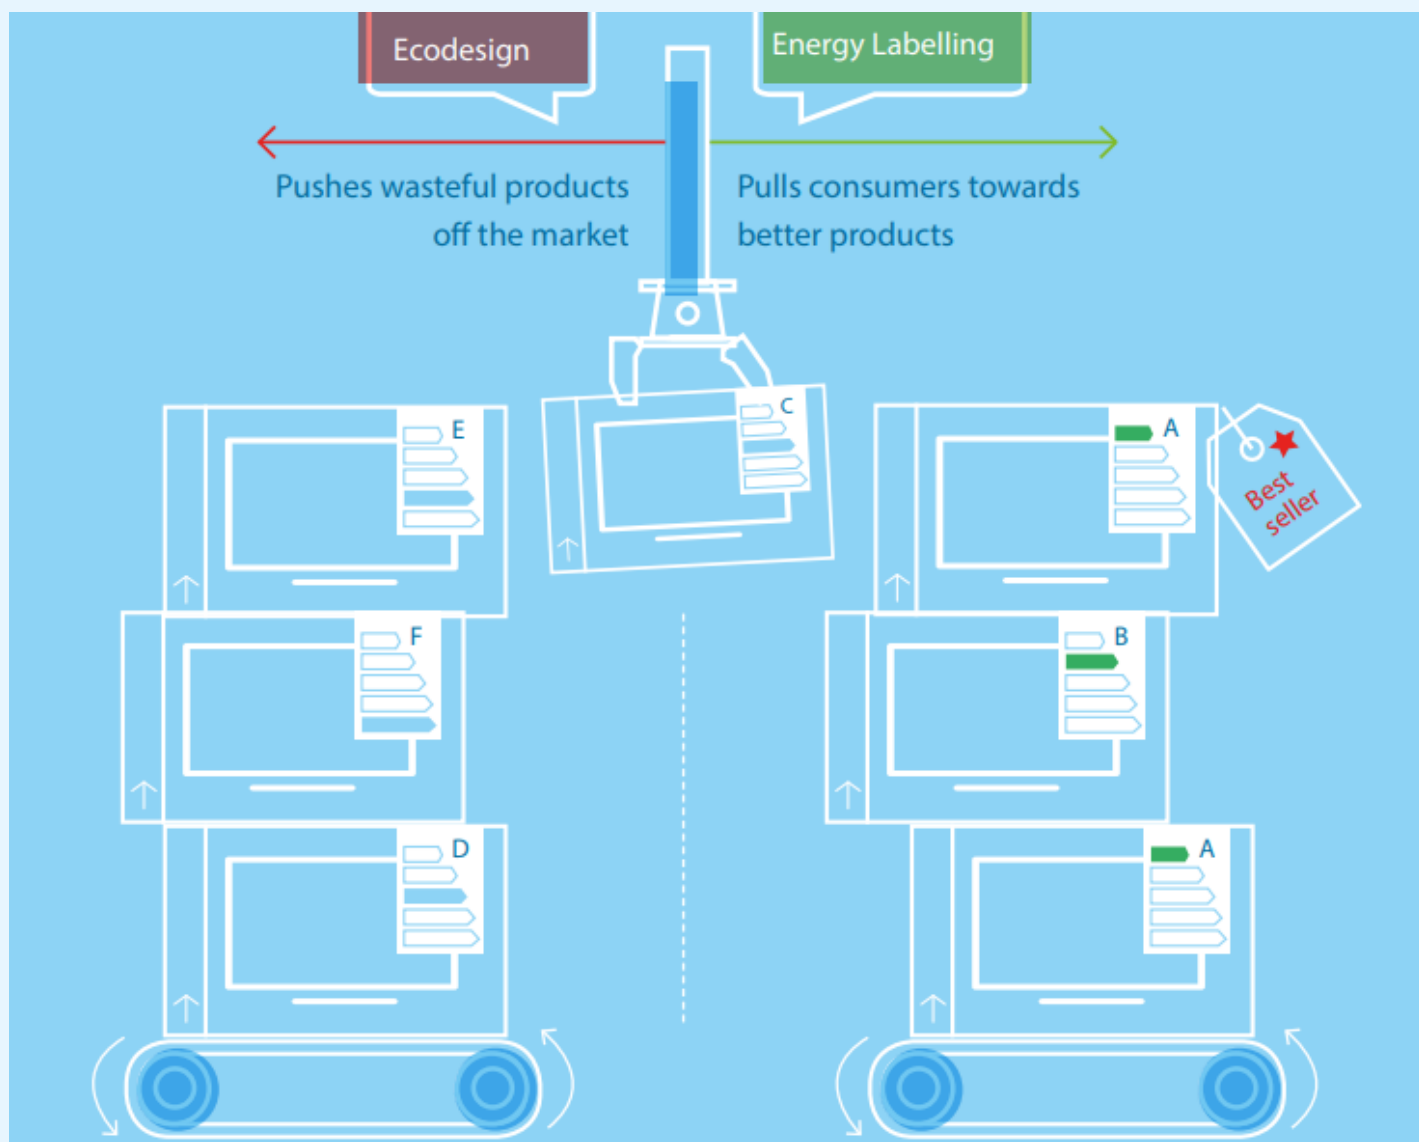 Ecodesign
Energy Labelling
Pushes wasteful products
off the market
Pulls consumers towards
better products
E
C
A
Best
seller
F
B
D
A